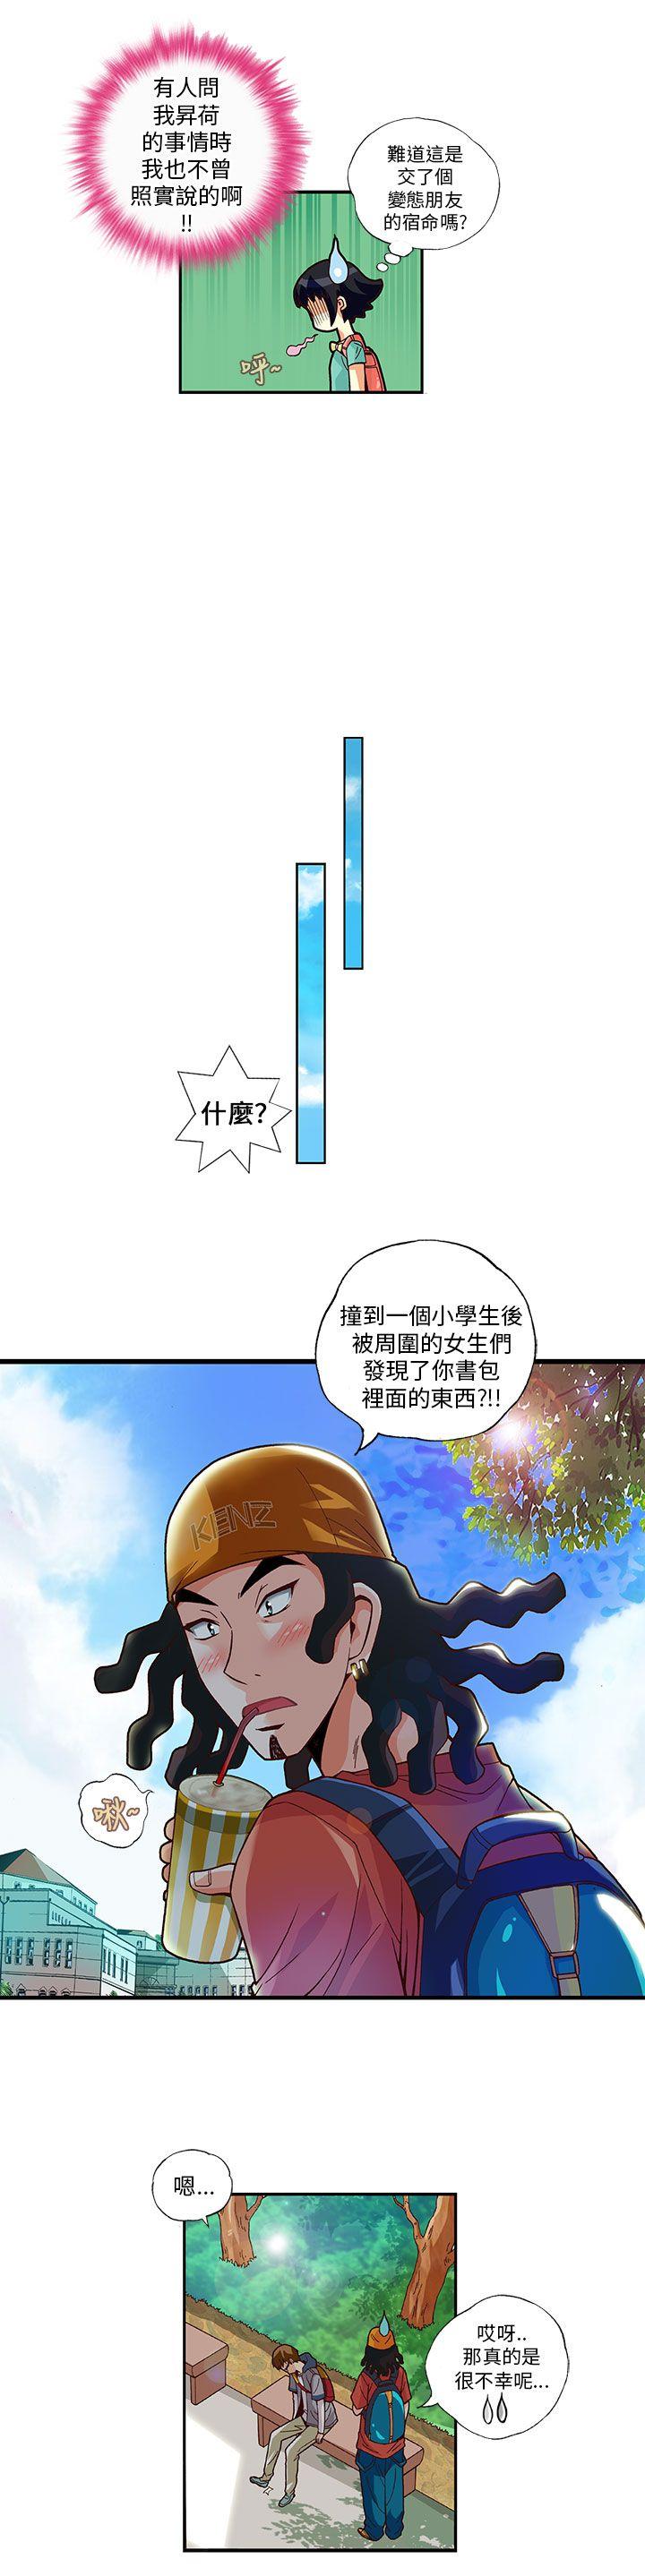 有人問
我昇荷
的事情時
我也不曾
照實說的啊
!!
難道這是
交了個
變態朋友
的宿命嗎?
呼~
什麼?
撞到一個小學生後
被周圍的女生們
發現了你書包
裡面的東西?!!
KENZ
啾~
嗯...
哎呀..
那真的是
很不幸呢...